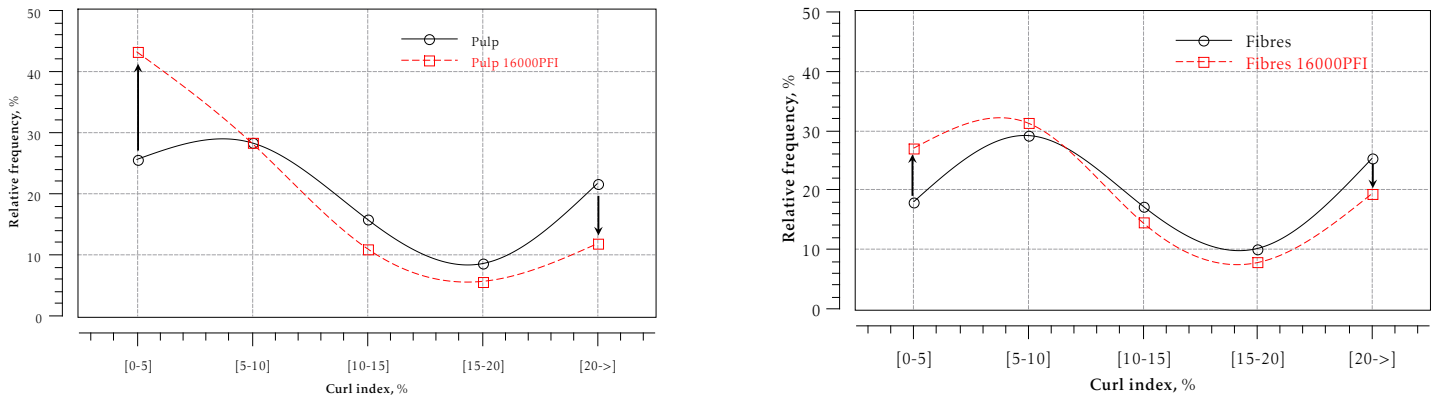 50
40
30
20
10
0
Relative frequency, %
Pulp
Pulp 16000PFI
[0-5] [5-10] [10-15] [15-20] [20->]
Curl index, %
50
40
30
20
10
0
Relative frequency, %
Fibres
Fibres 16000PFI
[0-5] [5-10] [10-15] [15-20] [20->]
Curl index, %